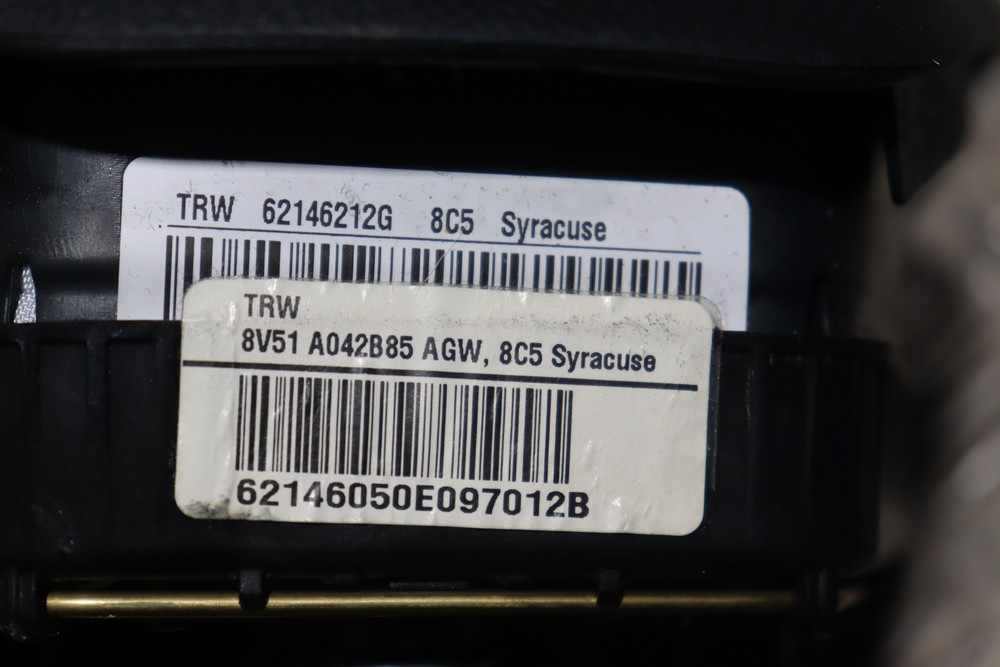 TRW 62146212G 8C5 Syracuse
TRW
8V51 A042B85 AGW, 8C5 Syracuse
62146050E097012B